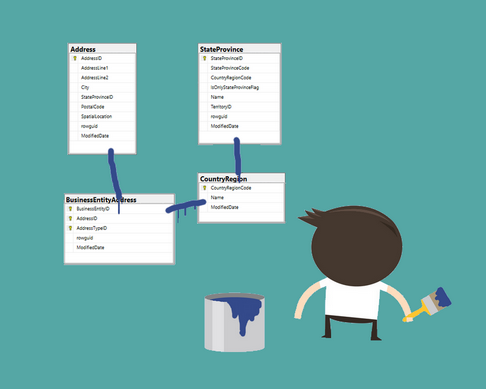 Address
AddressID
AddressLine1
AddressLine2
City
StateProvinceID
PostalCode
SpatialLocation
rowguid
ModifiedDate
StateProvince
StateProvinceID
StateProvinceCode
CountryRegionCode
IsOnlyStateProvinceFlag
Name
TerritoryID
rowguid
ModifiedDate
BusinessEntityAddress
BusinessEntityID
AddressID
AddressTypeID
rowguid
ModifiedDate
CountryRegion
CountryRegionCode
Name
ModifiedDate